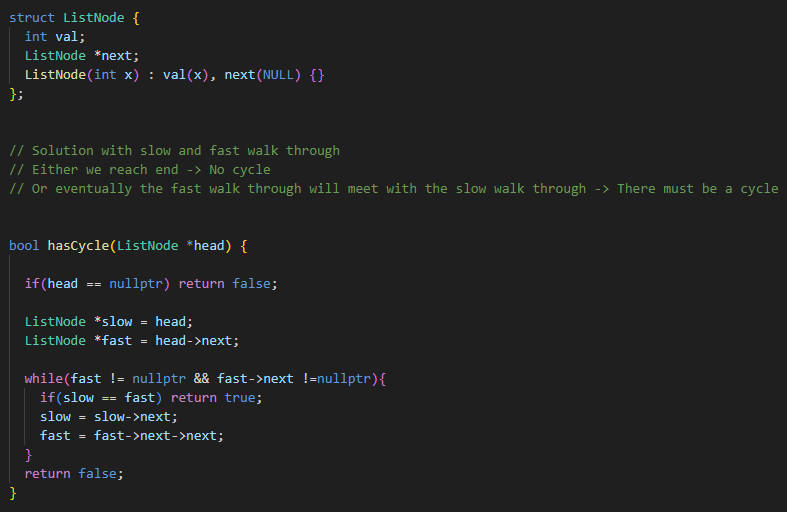 struct ListNode {
  int val;
  ListNode *next;
  ListNode(int x) : val(x), next(NULL) {}
};
// Solution with slow and fast walk through
// Either we reach end -> No cycle
// Or eventually the fast walk through will meet with the slow walk through -> There must be a cycle
bool hasCycle(ListNode *head) {
  if(head == nullptr) return false;
  ListNode *slow = head;
  ListNode *fast = head->next;
  while(fast != nullptr && fast->next !=nullptr){
    if(slow == fast) return true;
    slow = slow->next;
    fast = fast->next->next;
  }
  return false;
}